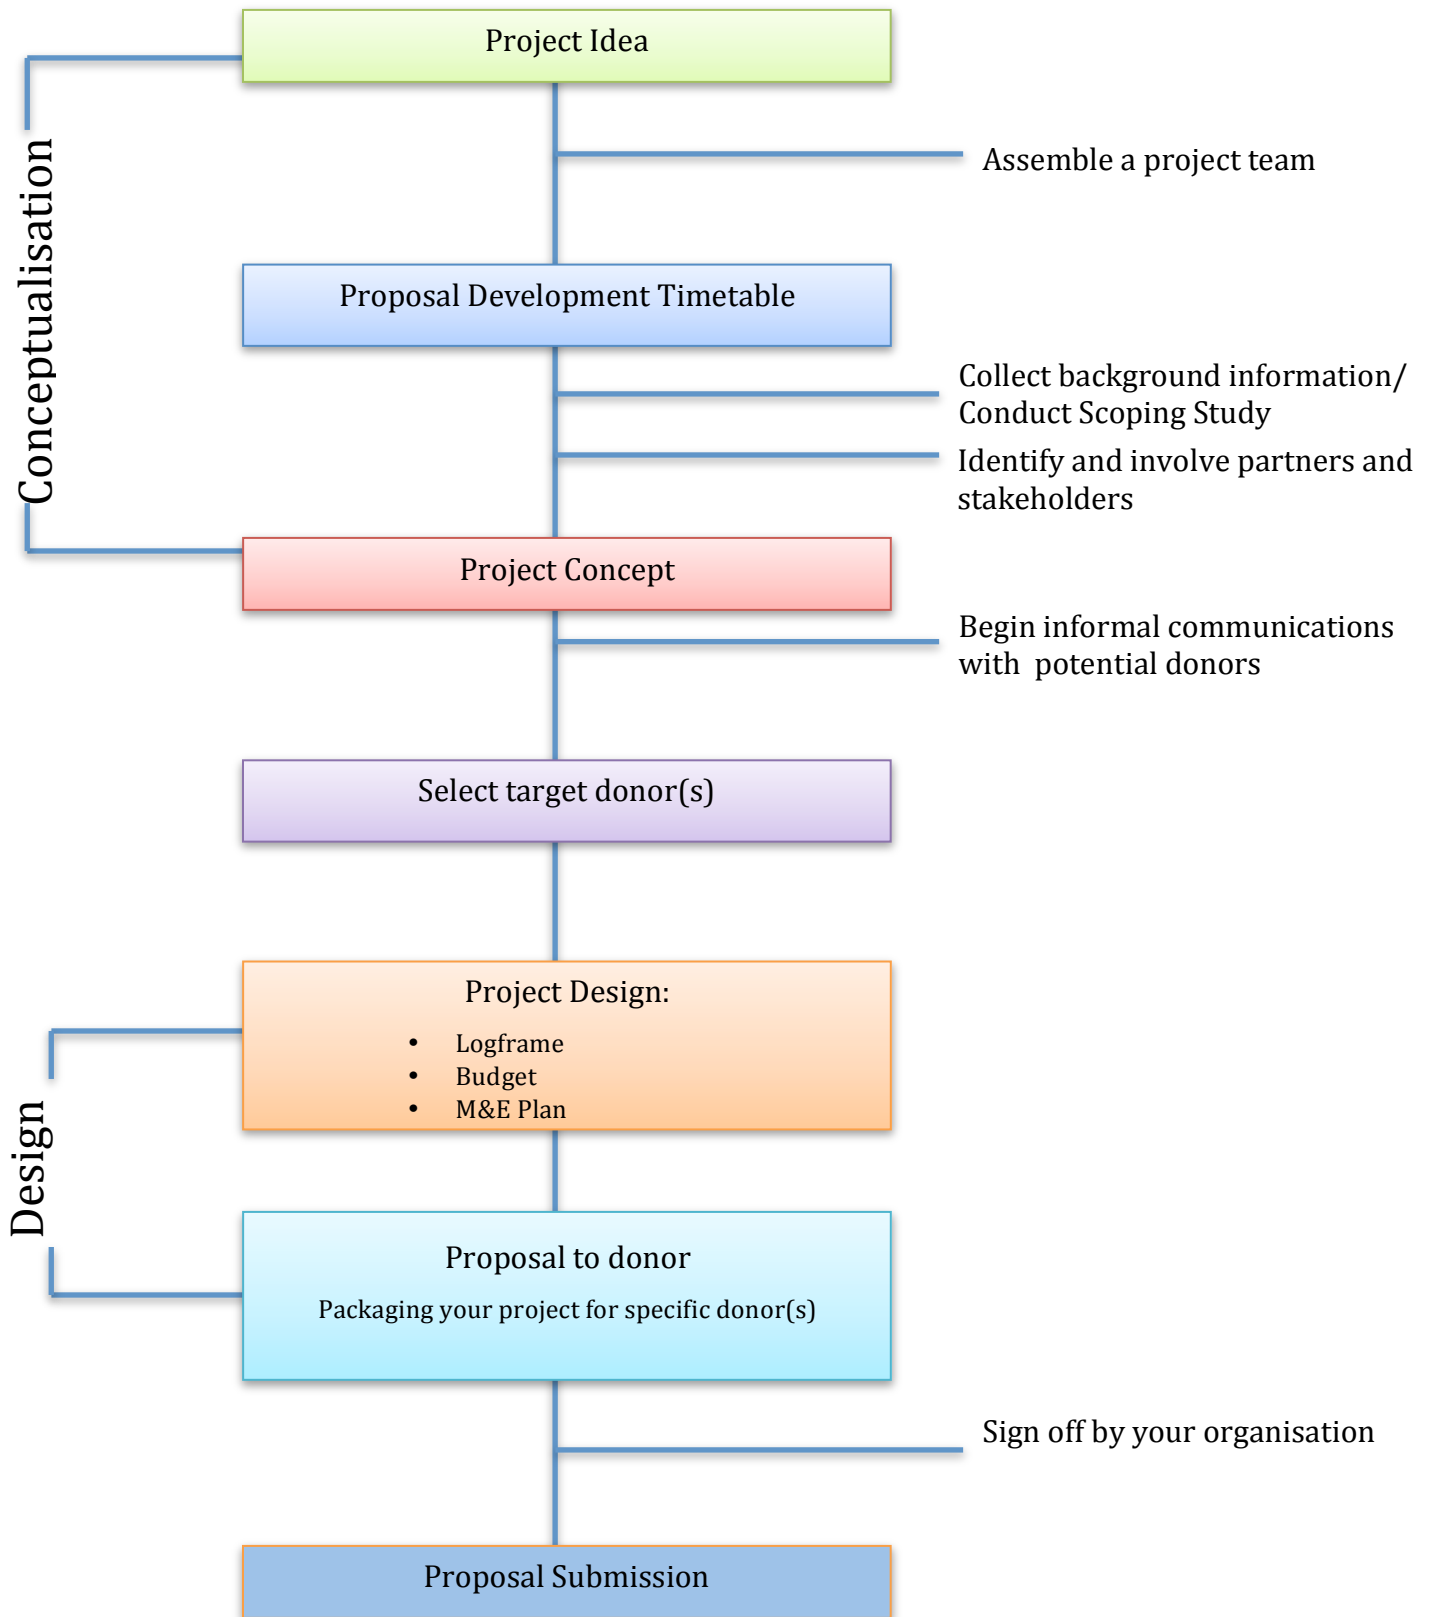 Project Idea
Assemble a project team
Conceptualisation
Proposal Development Timetable
Collect background information/
Conduct Scoping Study
Identify and involve partners and
stakeholders
Project Concept
Begin informal communications
with  potential donors
Select target donor(s)
Project Design:
• Logframe
• Budget
• M&E Plan
Design
Proposal to donor
Packaging your project for specific donor(s)
Sign off by your organisation
Proposal Submission